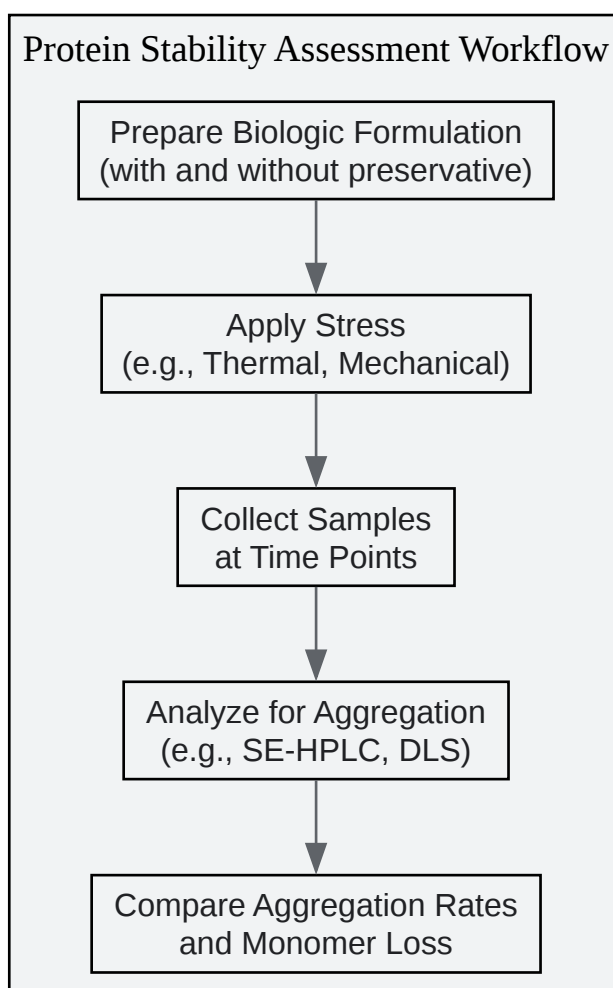 Protein Stability Assessment Workflow
Prepare Biologic Formulation
(with and without preservative)
Apply Stress
(e.g., Thermal, Mechanical)
Collect Samples
at Time Points
Analyze for Aggregation
(e.g., SE-HPLC, DLS)
Compare Aggregation Rates
and Monomer Loss